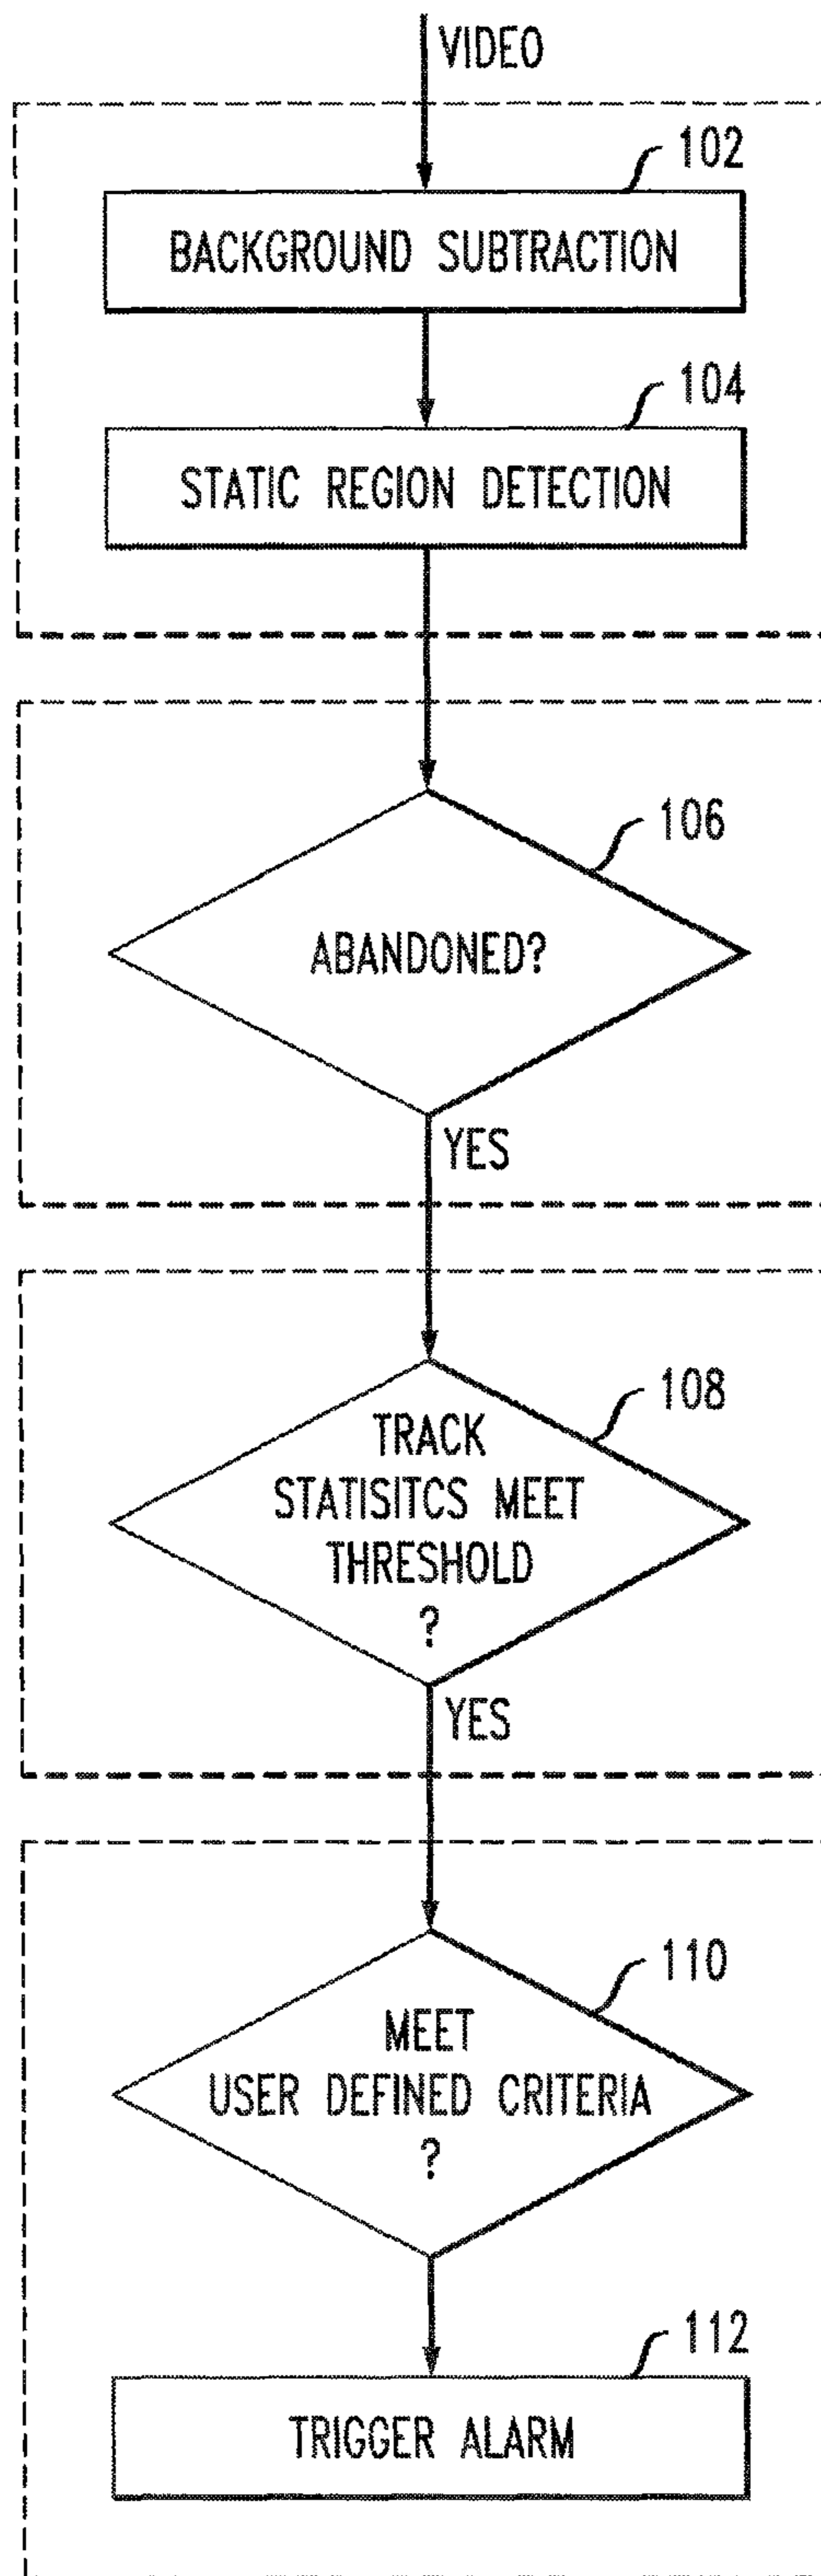 VIDEO
102
BACKGROUND SUBTRACTION
104
STATIC REGION DETECTION
106
ABANDONED?
YES
108
TRACK
STATISITCS MEET
THRESHOLD
?
YES
110
MEET
USER DEFINED CRITERIA
?
112
TRIGGER ALARM